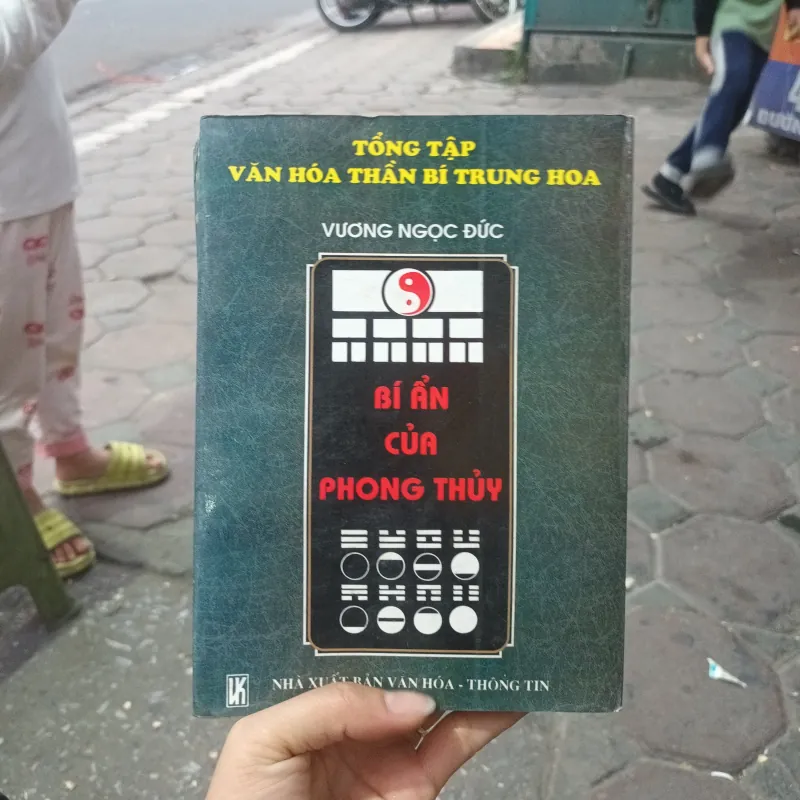 TỔNG TẬP
VĂN HÓA THẦN BÍ TRUNG HOA
VƯƠNG NGỌC ĐỨC
BÍ ẨN
CỦA
PHONG THỦY
NHÀ XUẤT BẢN VĂN HÓA - THÔNG TIN